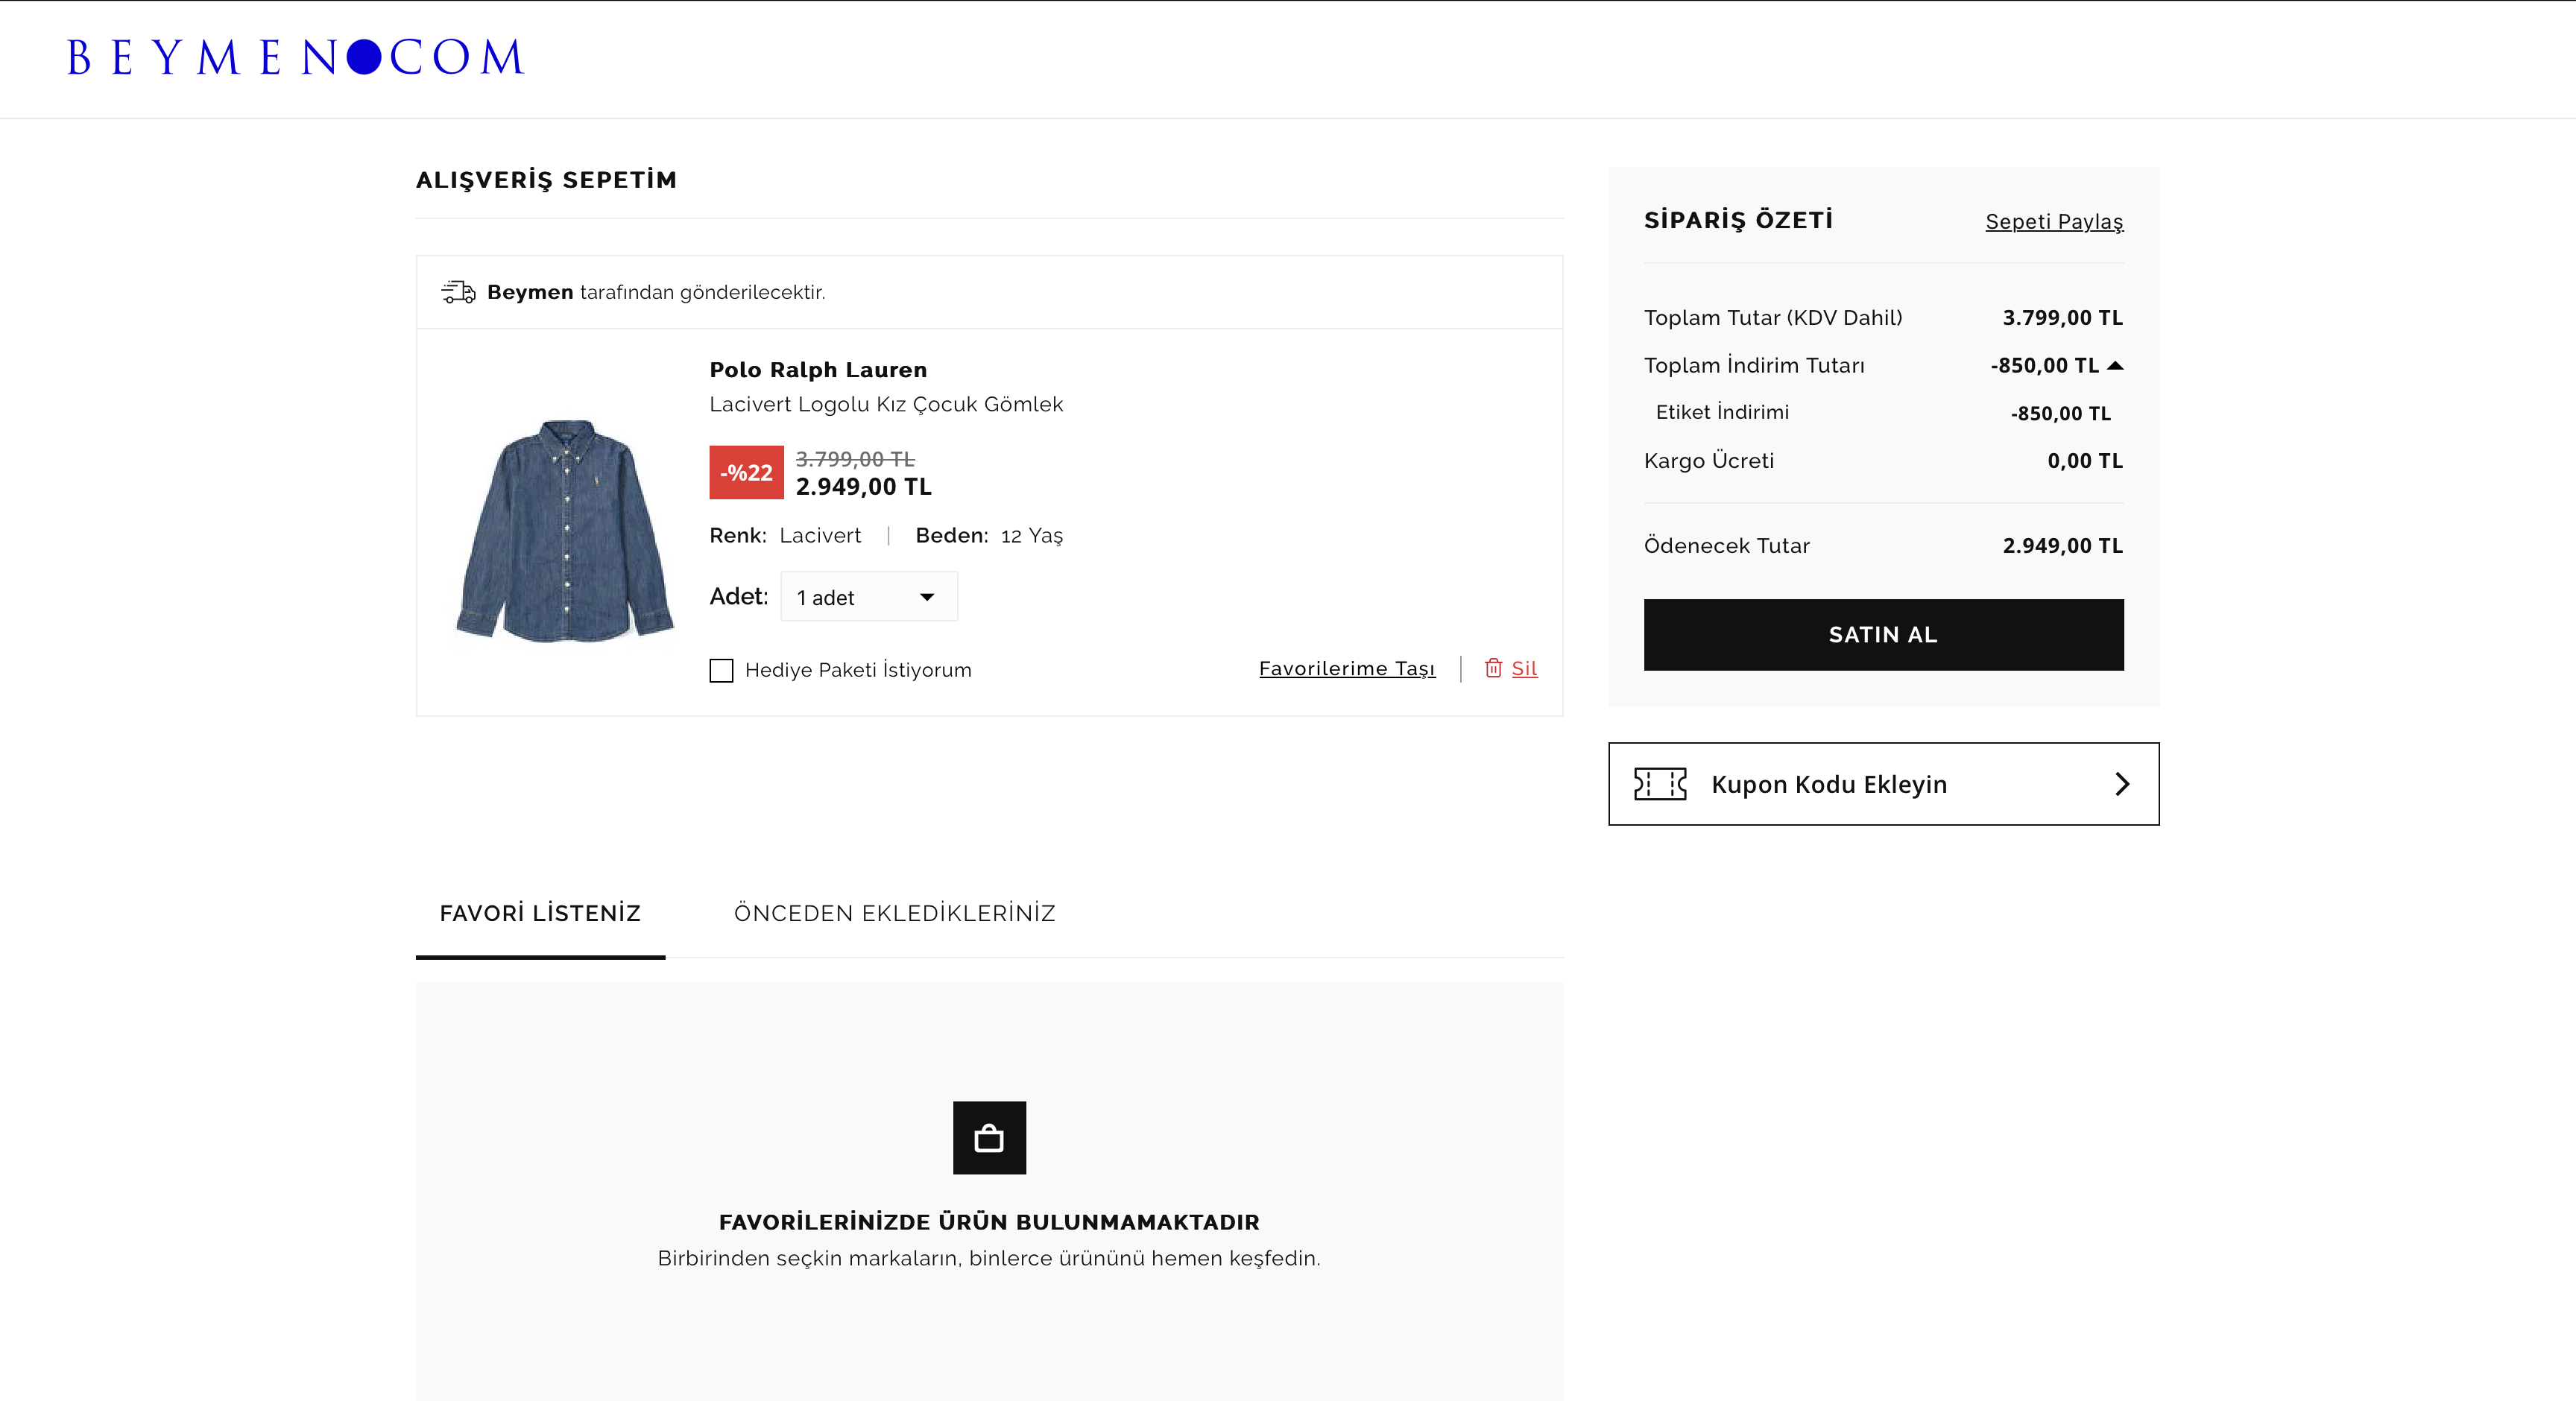 BEYMEN●COM
ALIŞVERİŞ SEPETİM
Beymen tarafından gönderilecektir.
Polo Ralph Lauren
Lacivert Logolu Kız Çocuk Gömlek
-%22
3.799,00 TL
2.949,00 TL
Renk: Lacivert | Beden: 12 Yaş
Adet: 1 adet
Hediye Paketi İstiyorum
Favorilerime Taşı | Sil
SİPARİŞ ÖZETİ Sepeti Paylaş
Toplam Tutar (KDV Dahil) 3.799,00 TL
Toplam İndirim Tutarı -850,00 TL
Etiket İndirimi -850,00 TL
Kargo Ücreti 0,00 TL
Ödenecek Tutar 2.949,00 TL
SATIN AL
Kupon Kodu Ekleyin
FAVORİ LİSTENİZ ÖNCEDEN EKLEDİKLERİNİZ
FAVORİLERİNİZDE ÜRÜN BULUNMAMAKTADIR
Birbirinden seçkin markaların, binlerce ürününü hemen keşfedin.